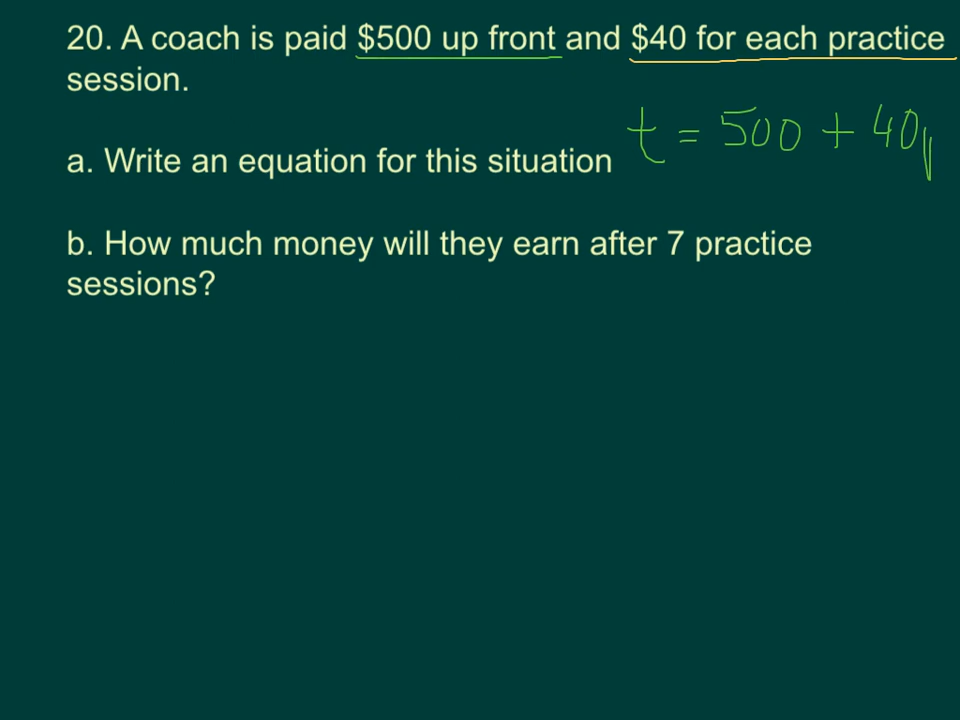 20. A coach is paid $500 up front and $40 for each practice
session.
t = 500 + 40
a. Write an equation for this situation
b. How much money will they earn after 7 practice
sessions?